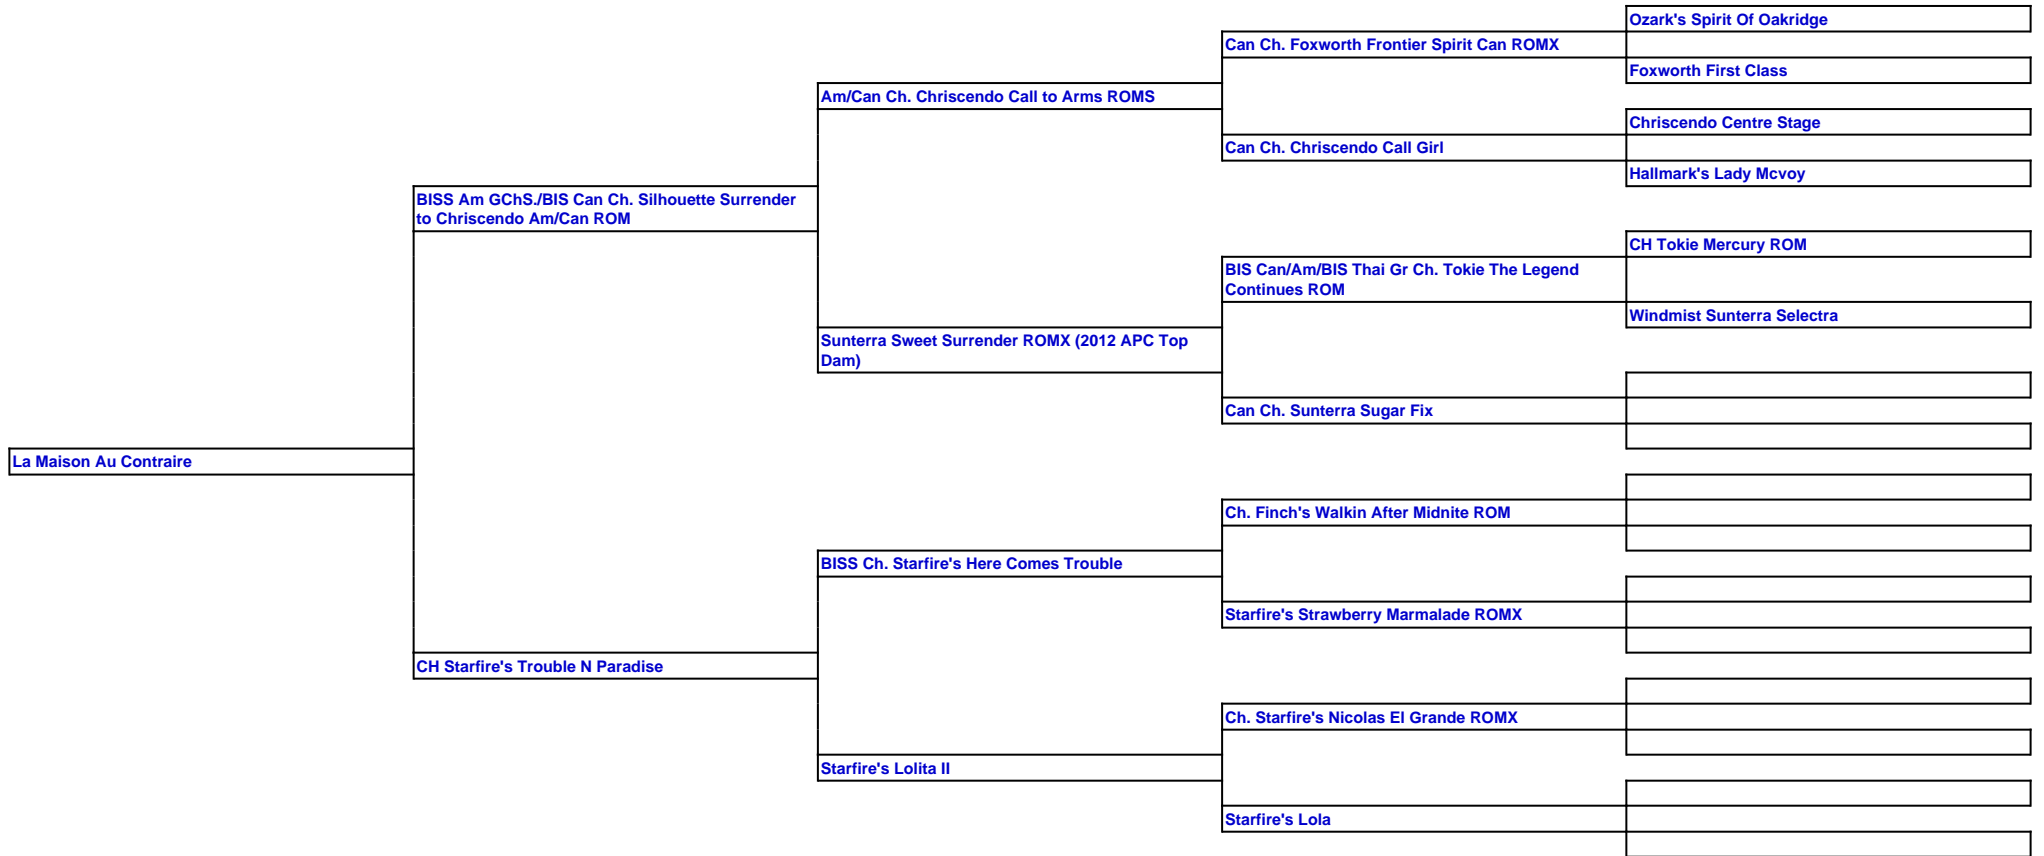 Ozark's Spirit Of Oakridge
Can Ch. Foxworth Frontier Spirit Can ROMX
Foxworth First Class
Am/Can Ch. Chriscendo Call to Arms ROMS
Chriscendo Centre Stage
Can Ch. Chriscendo Call Girl
Hallmark's Lady Mcvoy
BISS Am GChS./BIS Can Ch. Silhouette Surrender
to Chriscendo Am/Can ROM
CH Tokie Mercury ROM
BIS Can/Am/BIS Thai Gr Ch. Tokie The Legend
Continues ROM
Windmist Sunterra Selectra
Sunterra Sweet Surrender ROMX (2012 APC Top
Dam)
Can Ch. Sunterra Sugar Fix
La Maison Au Contraire
Ch. Finch's Walkin After Midnite ROM
BISS Ch. Starfire's Here Comes Trouble
Starfire's Strawberry Marmalade ROMX
CH Starfire's Trouble N Paradise
Ch. Starfire's Nicolas El Grande ROMX
Starfire's Lolita II
Starfire's Lola